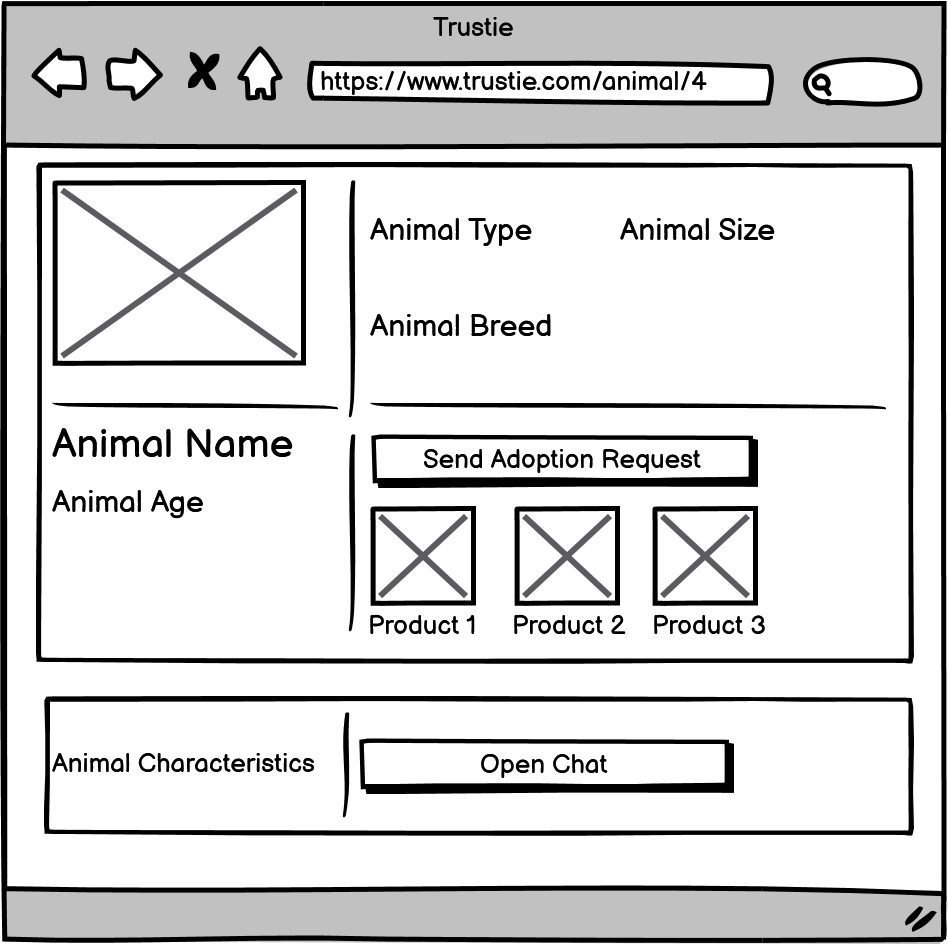 Trustie
https://www.trustie.com/animal/4
Animal Type
Animal Size
Animal Breed
Animal Name
Animal Age
Send Adoption Request
Product 1
Product 2
Product 3
Animal Characteristics
Open Chat